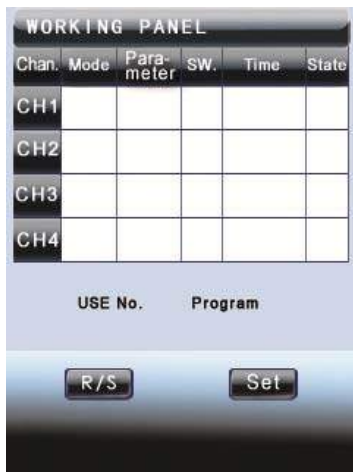 WORKING PANEL
Chan. Mode Para-meter SW. Time State
CH1
CH2
CH3
CH4
USE No. Program
R/S Set